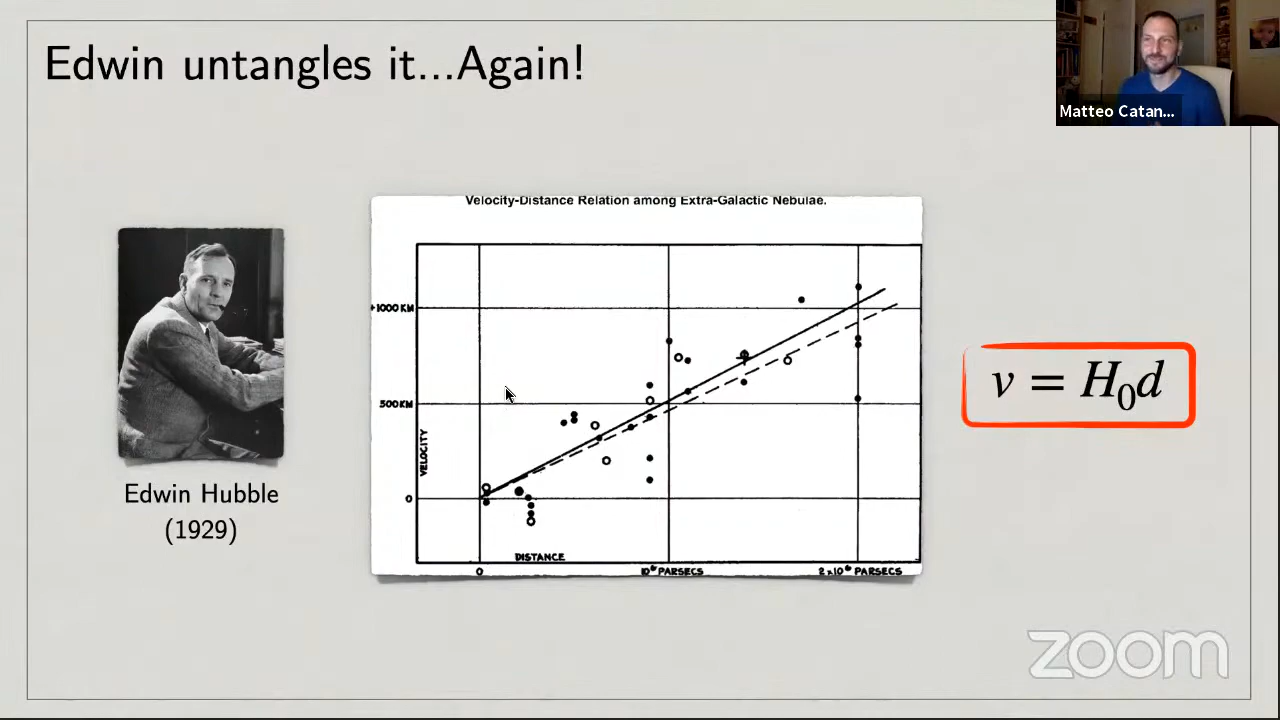 Edwin untangles it...Again!
Matteo Catan...
Velocity-Distance Relation among Extra-Galactic Nebulae.
+1000 KM
500 KM
VELOCITY
0
DISTANCE
0
10⁶ PARSECS
2 x 10⁶ PARSECS
v = H₀d
Edwin Hubble
(1929)
zoom